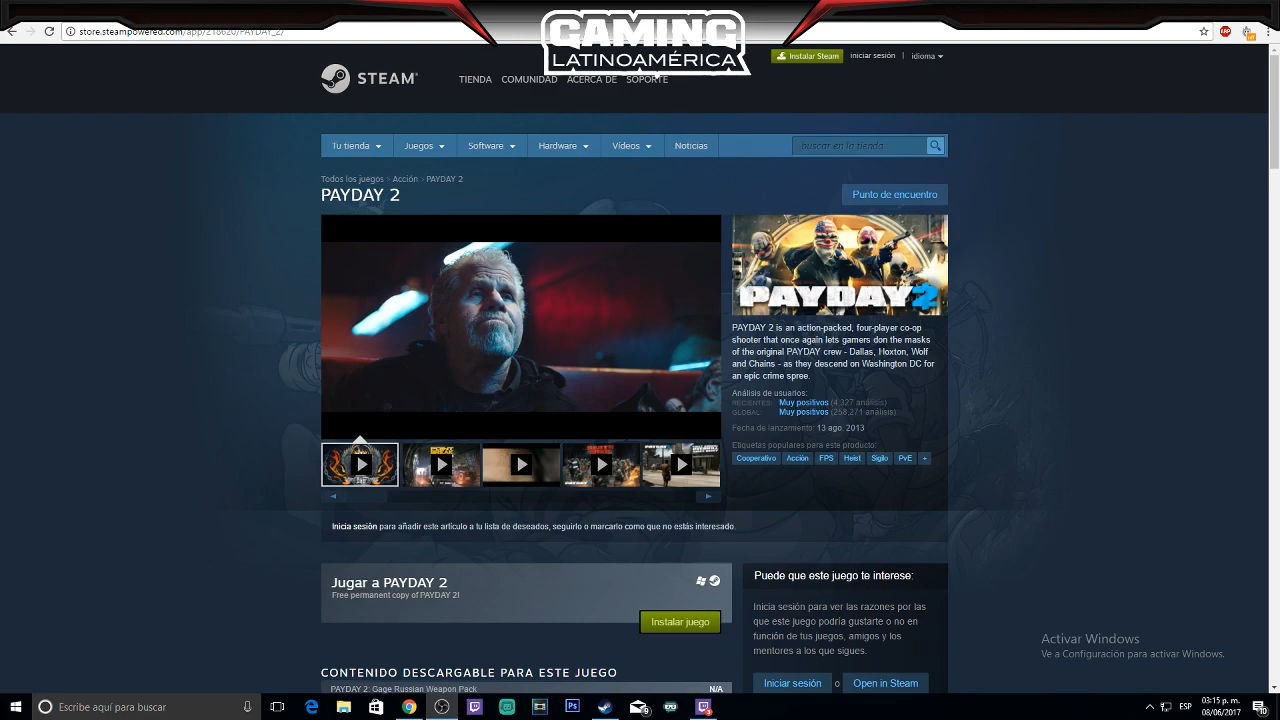 store.steampowered.com/app/218620/PAYDAY_2/
GAMING
LATINOAMÉRICA
Instalar Steam
iniciar sesión
|
idioma
STEAM
TIENDA
COMUNIDAD
ACERCA DE
SOPORTE
Tu tienda
Juegos
Software
Hardware
Vídeos
Noticias
buscar en la tienda
Todos los juegos > Acción > PAYDAY 2
PAYDAY 2
Punto de encuentro
PAYDAY 2
PAYDAY 2 is an action-packed, four-player co-op
shooter that once again lets gamers don the masks
of the original PAYDAY crew - Dallas, Hoxton, Wolf
and Chains - as they descend on Washington DC for
an epic crime spree.
Análisis de usuarios:
RECIENTES: Muy positivos (4,327 análisis)
GLOBAL: Muy positivos (258,271 análisis)
Fecha de lanzamiento: 13 ago. 2013
Etiquetas populares para este producto:
Cooperativo Acción FPS Heist Sigilo PvE +
Inicia sesión para añadir este artículo a tu lista de deseados, seguirlo o marcarlo como que no estás interesado.
Jugar a PAYDAY 2
Free permanent copy of PAYDAY 2!
Instalar juego
Puede que este juego te interese:
Inicia sesión para ver las razones por las
que este juego podría gustarte o no en
función de tus juegos, amigos y los
mentores a los que sigues.
Iniciar sesión o Open in Steam
CONTENIDO DESCARGABLE PARA ESTE JUEGO
PAYDAY 2: Gage Russian Weapon Pack
N/A
Activar Windows
Ve a Configuración para activar Windows.
Escribe aquí para buscar
ESP
03:15 p. m.
08/06/2017